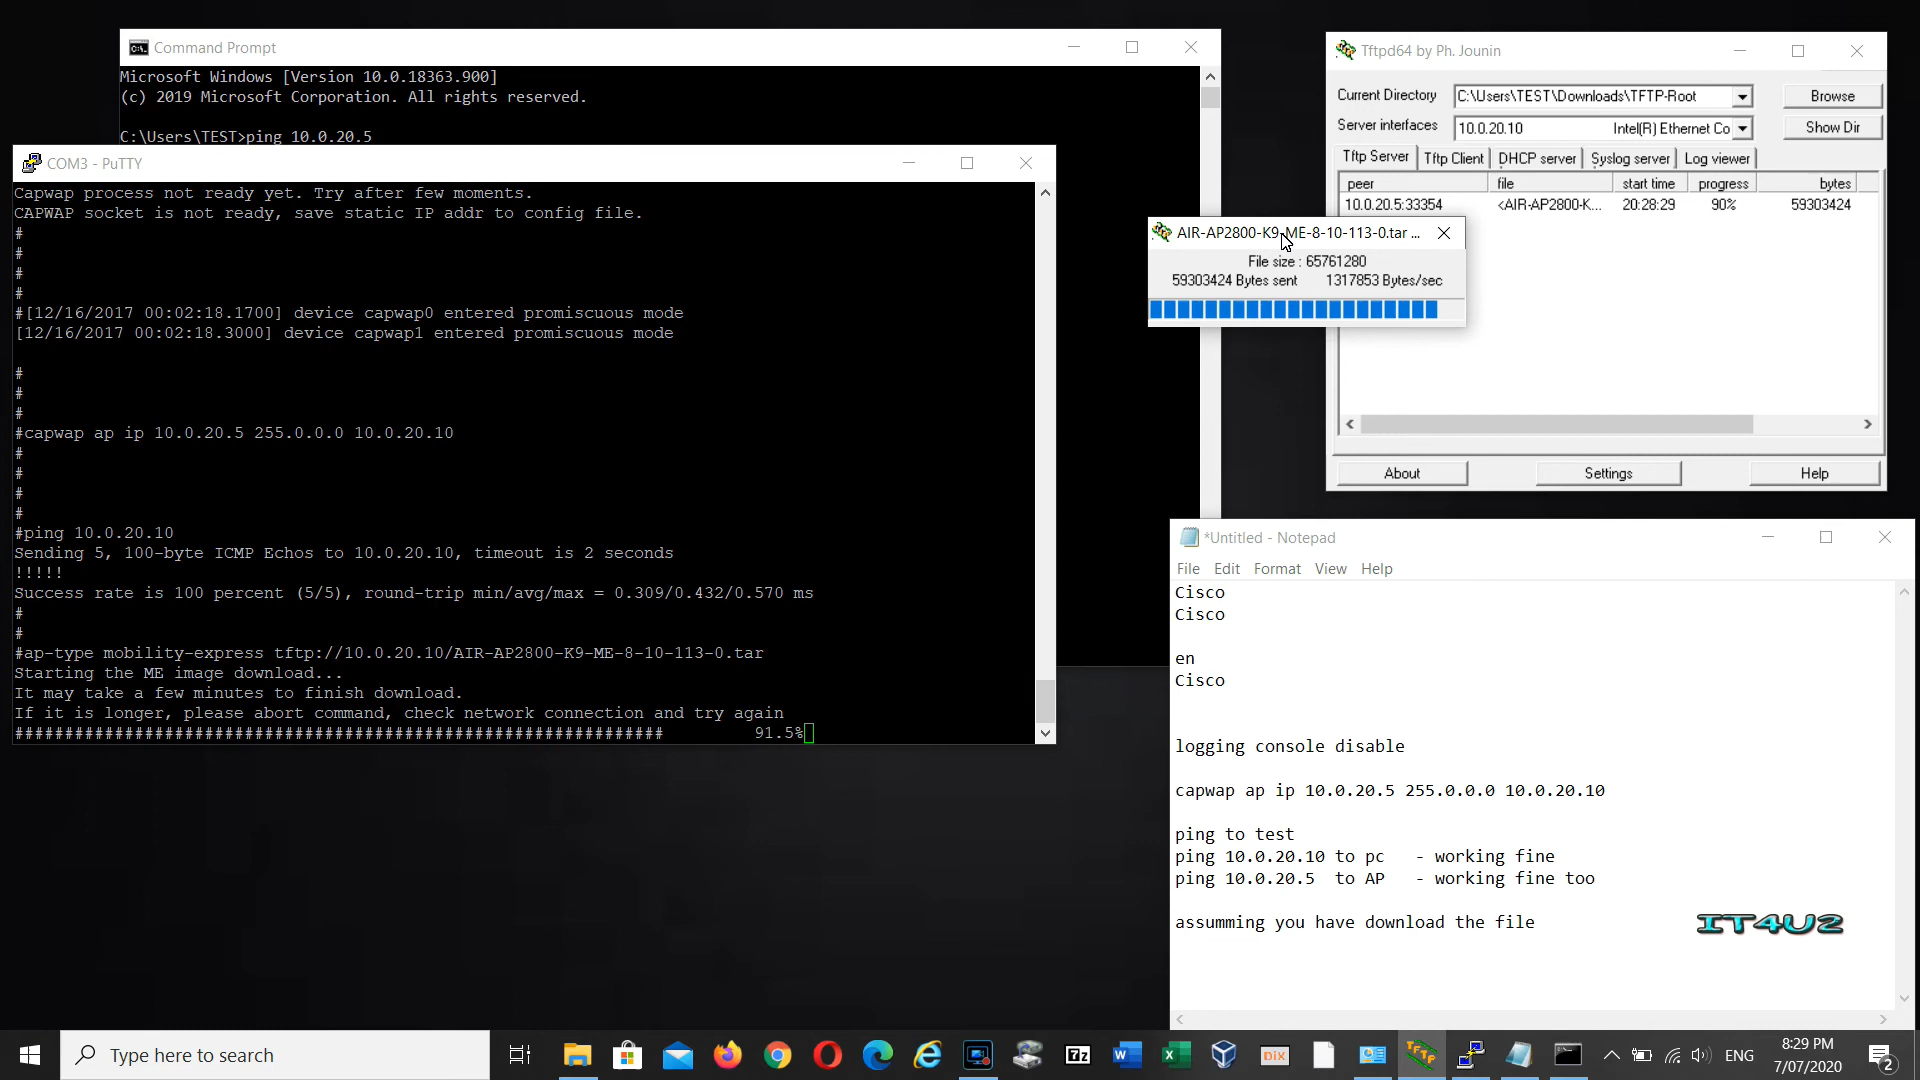 Command Prompt
Microsoft Windows [Version 10.0.18363.900]
(c) 2019 Microsoft Corporation. All rights reserved.
C:\Users\TEST>ping 10.0.20.5
COM3 - PuTTY
Capwap process not ready yet. Try after few moments.
CAPWAP socket is not ready, save static IP addr to config file.
#
#
#
#
#[12/16/2017 00:02:18.1700] device capwap0 entered promiscuous mode
[12/16/2017 00:02:18.3000] device capwap1 entered promiscuous mode
#
#
#
#capwap ap ip 10.0.20.5 255.0.0.0 10.0.20.10
#
#
#
#
#ping 10.0.20.10
Sending 5, 100-byte ICMP Echos to 10.0.20.10, timeout is 2 seconds
!!!!!
Success rate is 100 percent (5/5), round-trip min/avg/max = 0.309/0.432/0.570 ms
#
#
#ap-type mobility-express tftp://10.0.20.10/AIR-AP2800-K9-ME-8-10-113-0.tar
Starting the ME image download...
It may take a few minutes to finish download.
If it is longer, please abort command, check network connection and try again
################################################################# 91.5%
Tftpd64 by Ph. Jounin
Current Directory C:\Users\TEST\Downloads\TFTP-Root Browse
Server interfaces 10.0.20.10 Intel(R) Ethernet Co Show Dir
Tftp Server Tftp Client DHCP server Syslog server Log viewer
peer file start time progress bytes
10.0.20.5:33354 <AIR-AP2800-K... 20:28:29 90% 59303424
AIR-AP2800-K9-ME-8-10-113-0.tar ...
File size : 65761280
59303424 Bytes sent 1317853 Bytes/sec
About Settings Help
*Untitled - Notepad
File Edit Format View Help
Cisco
Cisco
en
Cisco
logging console disable
capwap ap ip 10.0.20.5 255.0.0.0 10.0.20.10
ping to test
ping 10.0.20.10 to pc - working fine
ping 10.0.20.5 to AP - working fine too
assumming you have download the file
IT4U2
Type here to search
7z
DiX
TFTP
ENG
8:29 PM
7/07/2020
2